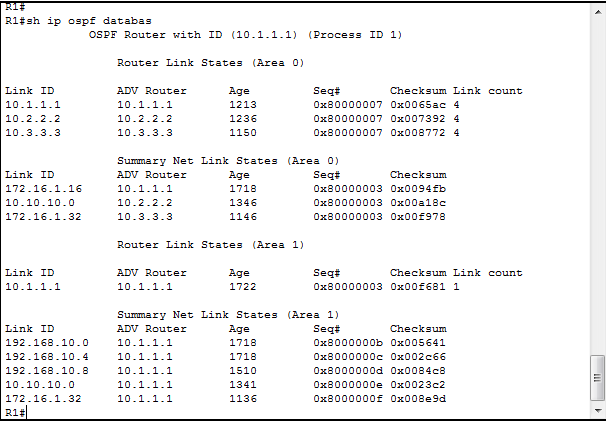 R1#
R1#sh ip ospf databas
OSPF Router with ID (10.1.1.1) (Process ID 1)
Router Link States (Area 0)
Link ID ADV Router Age Seq# Checksum Link count
10.1.1.1 10.1.1.1 1213 0x80000007 0x0065ac 4
10.2.2.2 10.2.2.2 1236 0x80000007 0x007392 4
10.3.3.3 10.3.3.3 1150 0x80000007 0x008772 4
Summary Net Link States (Area 0)
Link ID ADV Router Age Seq# Checksum
172.16.1.16 10.1.1.1 1718 0x80000003 0x0094fb
10.10.10.0 10.2.2.2 1346 0x80000003 0x00a18c
172.16.1.32 10.3.3.3 1146 0x80000003 0x00f978
Router Link States (Area 1)
Link ID ADV Router Age Seq# Checksum Link count
10.1.1.1 10.1.1.1 1722 0x80000003 0x00f681 1
Summary Net Link States (Area 1)
Link ID ADV Router Age Seq# Checksum
192.168.10.0 10.1.1.1 1718 0x8000000b 0x005641
192.168.10.4 10.1.1.1 1718 0x8000000c 0x002c66
192.168.10.8 10.1.1.1 1510 0x8000000d 0x0084c8
10.10.10.0 10.1.1.1 1341 0x8000000e 0x0023c2
172.16.1.32 10.1.1.1 1136 0x8000000f 0x008e9d
R1#